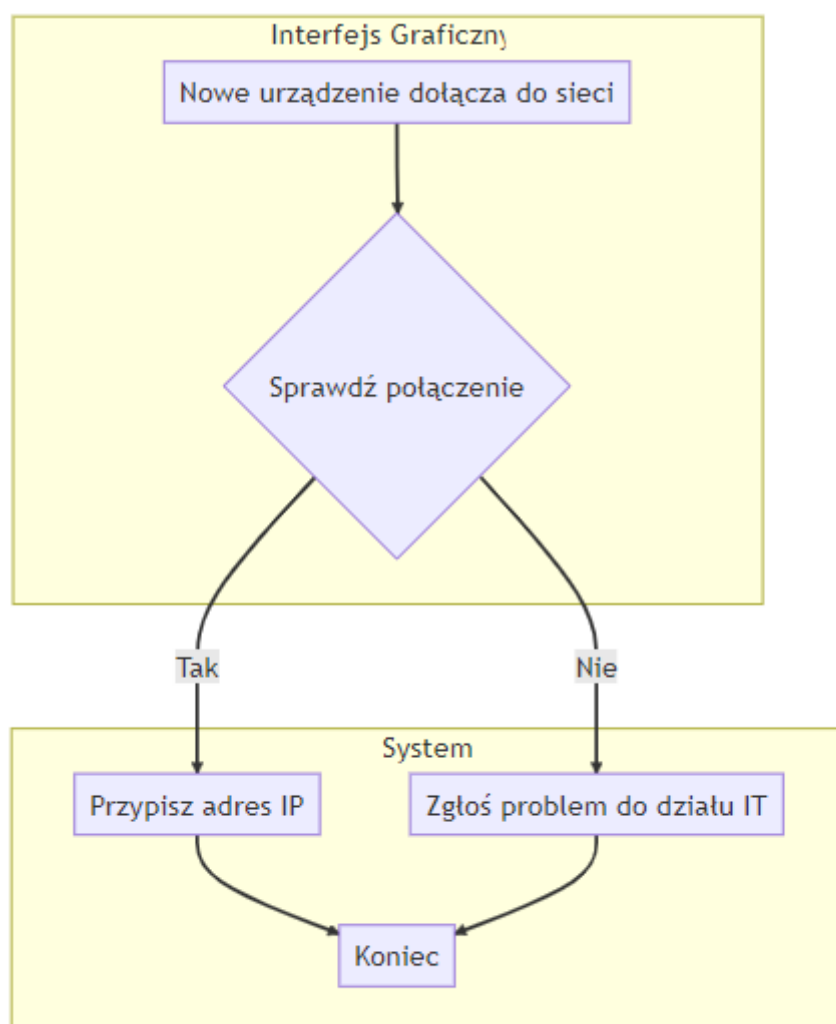 Interfejs Graficzny
Nowe urządzenie dołącza do sieci
Sprawdź połączenie
Tak
Nie
System
Przypisz adres IP
Zgłoś problem do działu IT
Koniec